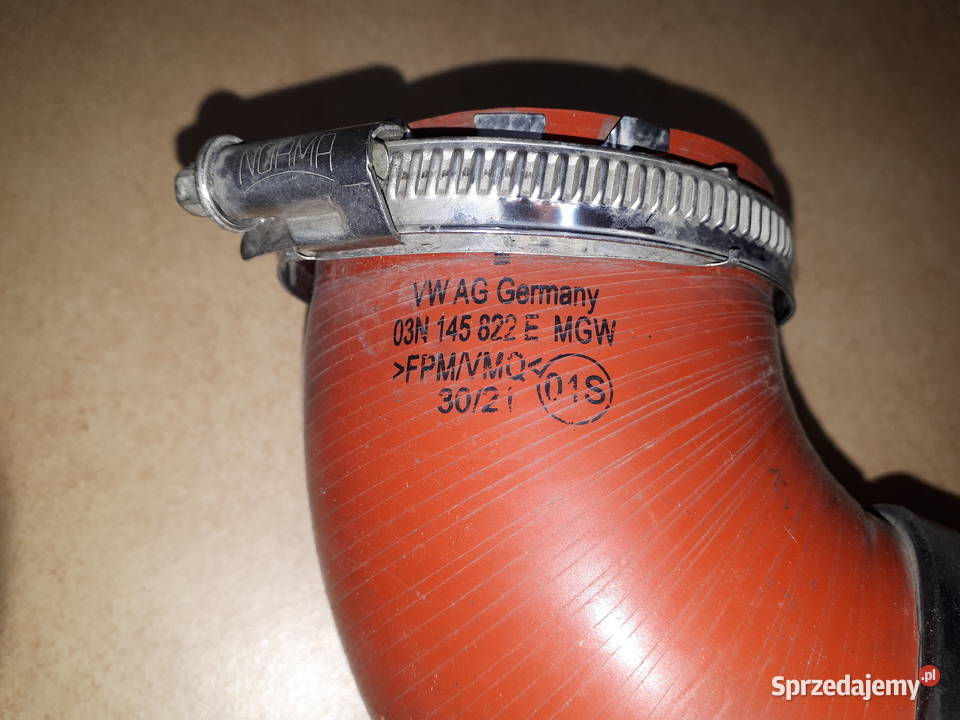 NORMA
VW AG Germany
03N 145 822 E MGW
>FPM/VMQ<
30/21 01S
Sprzedajemy.pl